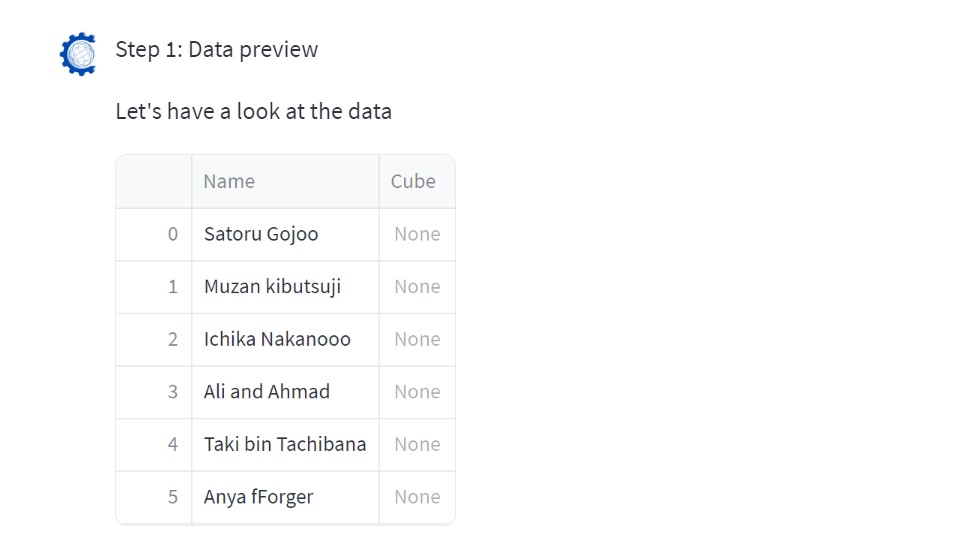 Step 1: Data preview
Let's have a look at the data
Name Cube
0 Satoru Gojoo None
1 Muzan kibutsuji None
2 Ichika Nakanooo None
3 Ali and Ahmad None
4 Taki bin Tachibana None
5 Anya fForger None